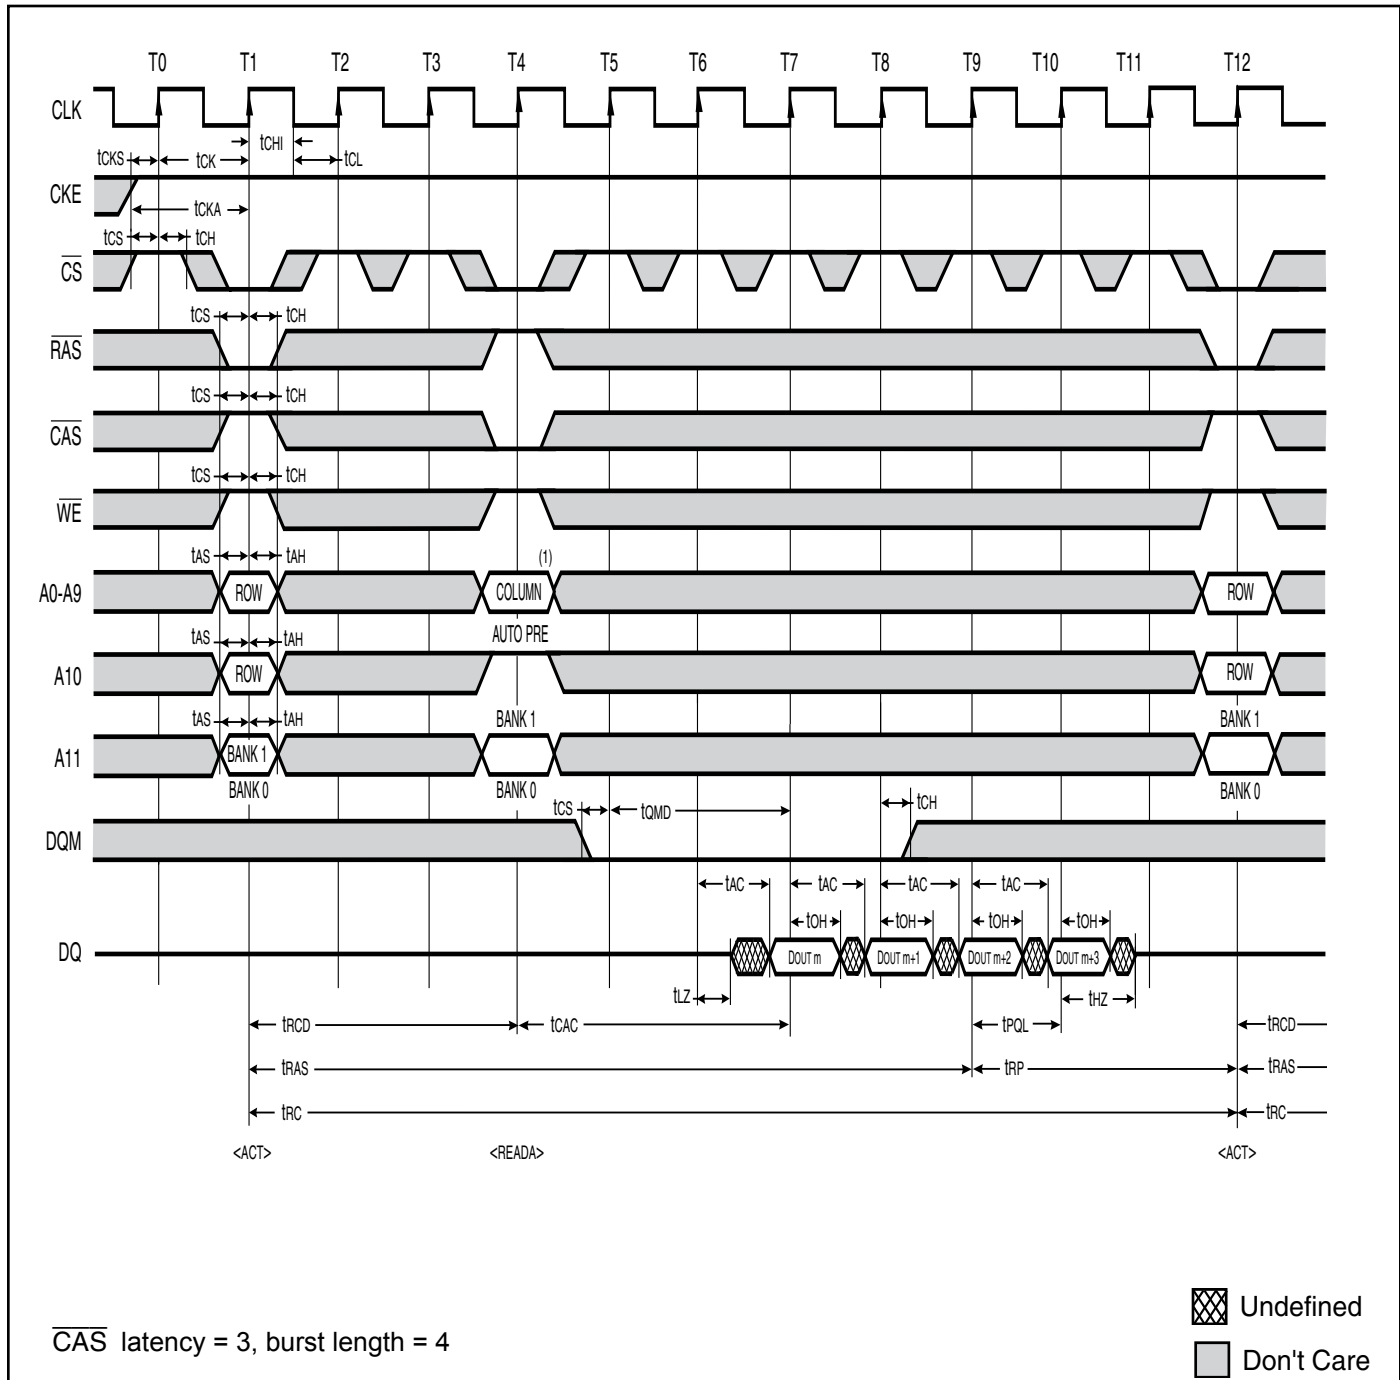 T0 T1 T2 T3 T4 T5 T6 T7 T8 T9 T10 T11 T12
CLK
tCHI
tCKS tCK tCL
CKE
tCKA
tCS tCH
CS
tCS tCH
RAS
tCS tCH
CAS
tCS tCH
WE
tAS tAH (1)
A0-A9 ROW COLUMN ROW
tAS tAH AUTO PRE
A10 ROW ROW
tAS tAH BANK 1 BANK 1
A11 BANK 1
BANK 0 BANK 0 BANK 0
tCS tQMD tCH
DQM
tAC tAC tAC tAC
tOH tOH tOH tOH
DQ DOUT m DOUT m+1 DOUT m+2 DOUT m+3
tLZ tHZ
tRCD tCAC tPQL tRCD
tRAS tRP tRAS
tRC tRC
<ACT> <READA> <ACT>
Undefined
CAS latency = 3, burst length = 4
Don't Care